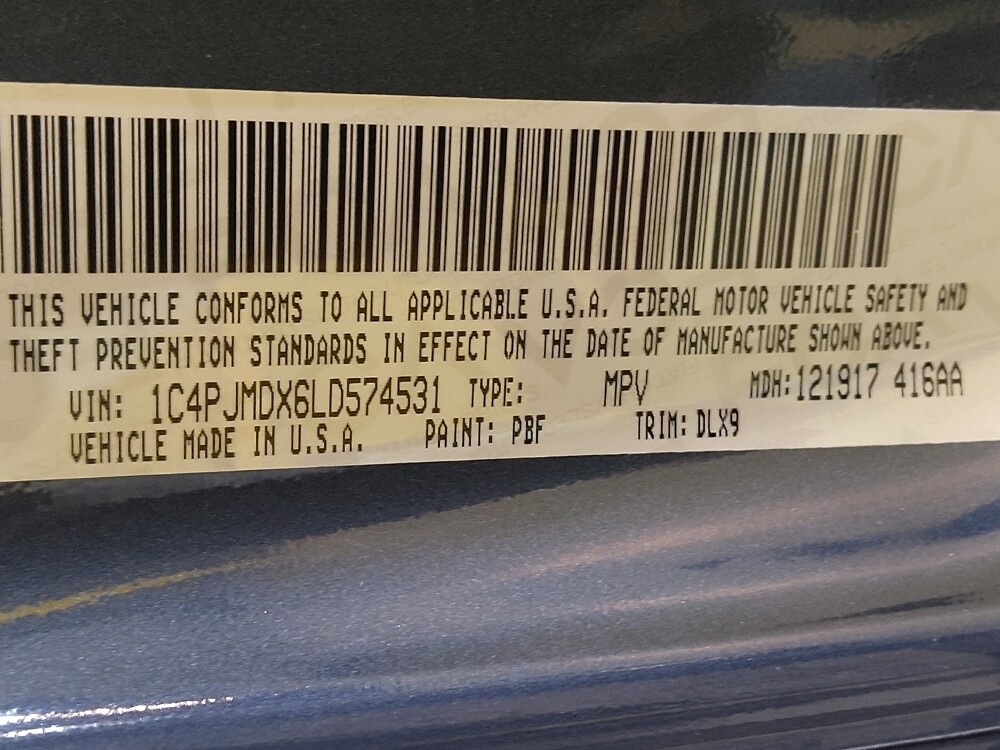 THIS VEHICLE CONFORMS TO ALL APPLICABLE U.S.A. FEDERAL MOTOR VEHICLE SAFETY AND
THEFT PREVENTION STANDARDS IN EFFECT ON THE DATE OF MANUFACTURE SHOWN ABOVE.
VIN: 1C4PJMDX6LD574531 TYPE: MPV MDH: 121917 416AA
VEHICLE MADE IN U.S.A. PAINT: PBF TRIM: DLX9